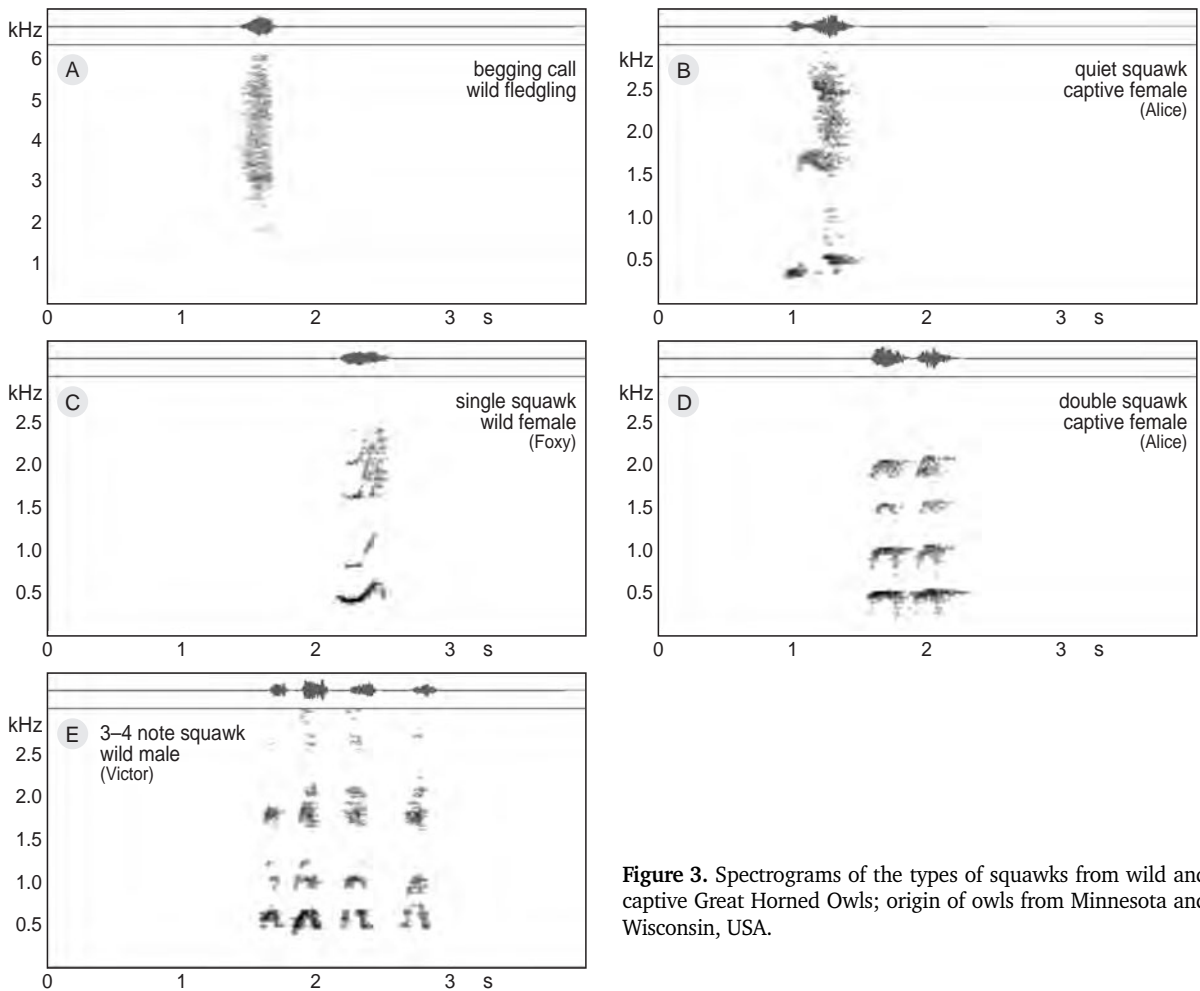 kHz
6
5
4
3
2
1
A
begging call
wild fledgling
0 1 2 3 s
kHz
2.5
2.0
1.5
1.0
0.5
B
quiet squawk
captive female
(Alice)
0 1 2 3 s
kHz
2.5
2.0
1.5
1.0
0.5
C
single squawk
wild female
(Foxy)
0 1 2 3 s
kHz
2.5
2.0
1.5
1.0
0.5
D
double squawk
captive female
(Alice)
0 1 2 3 s
kHz
2.5
2.0
1.5
1.0
0.5
E
3–4 note squawk
wild male
(Victor)
0 1 2 3 s
Figure 3. Spectrograms of the types of squawks from wild and
captive Great Horned Owls; origin of owls from Minnesota and
Wisconsin, USA.